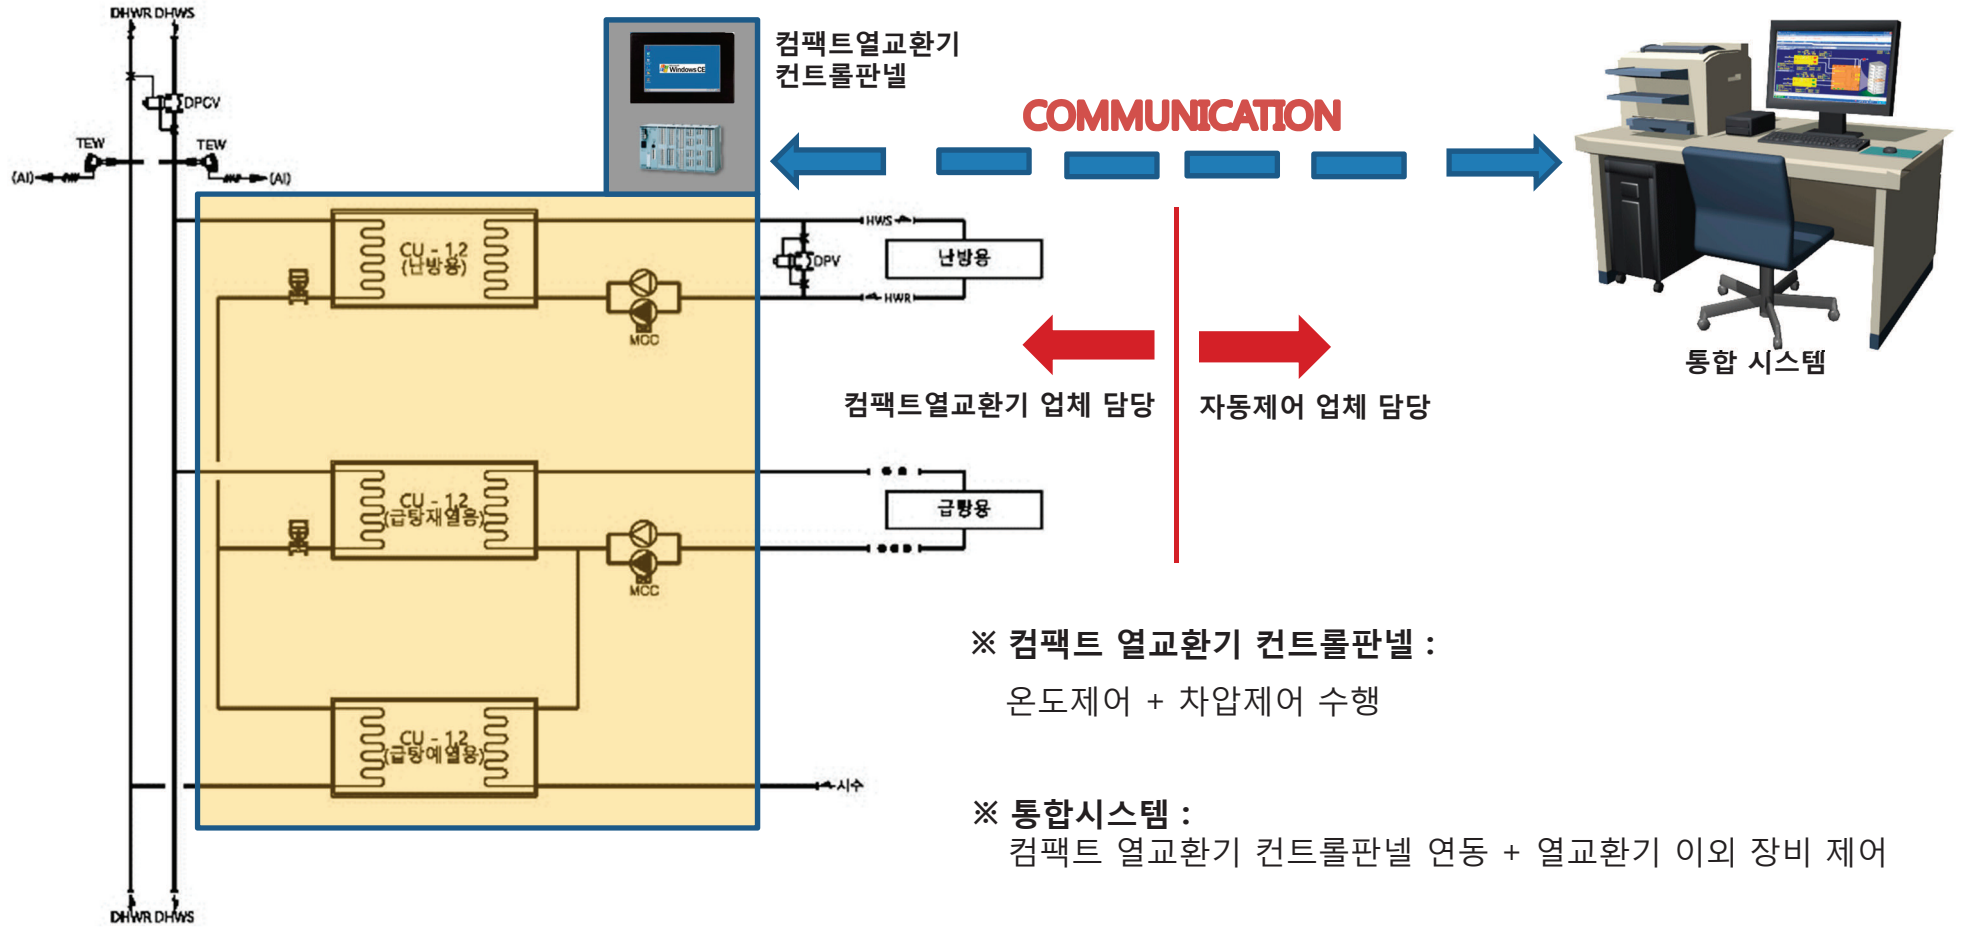 DHWR DHWS
컴팩트열교환기
컨트롤판넬
Windows CE
COMMUNICATION
DPCV
TEW
TEW
(AI)
(AI)
CU - 1,2
(난방용)
HWS
DPV
난방용
HWR
MCC
통합 시스템
컴팩트열교환기 업체 담당
자동제어 업체 담당
CU - 1,2
(급탕재열용)
급탕용
MCC
※ 컴팩트 열교환기 컨트롤판넬 :
온도제어 + 차압제어 수행
CU - 1,2
(급탕예열용)
시수
※ 통합시스템 :
컴팩트 열교환기 컨트롤판넬 연동 + 열교환기 이외 장비 제어
DHWR DHWS